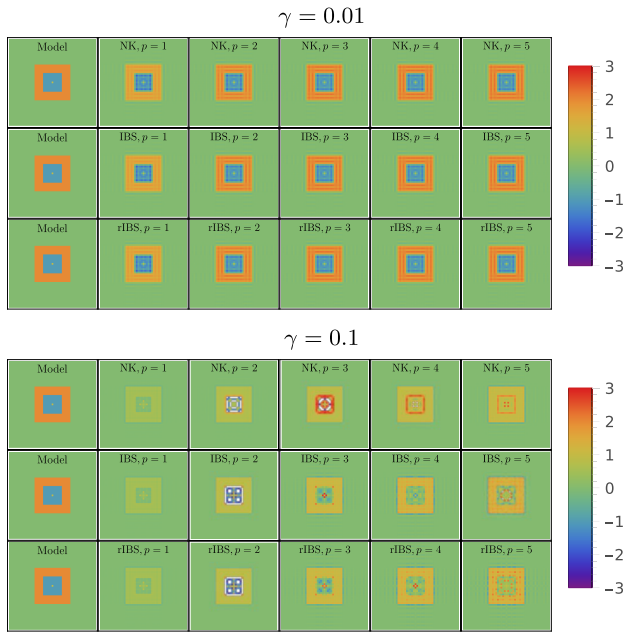 γ = 0.01
Model NK, p = 1 NK, p = 2 NK, p = 3 NK, p = 4 NK, p = 5
Model IBS, p = 1 IBS, p = 2 IBS, p = 3 IBS, p = 4 IBS, p = 5
Model rIBS, p = 1 rIBS, p = 2 rIBS, p = 3 rIBS, p = 4 rIBS, p = 5
3
2
1
0
−1
−2
−3
γ = 0.1
Model NK, p = 1 NK, p = 2 NK, p = 3 NK, p = 4 NK, p = 5
Model IBS, p = 1 IBS, p = 2 IBS, p = 3 IBS, p = 4 IBS, p = 5
Model rIBS, p = 1 rIBS, p = 2 rIBS, p = 3 rIBS, p = 4 rIBS, p = 5
3
2
1
0
−1
−2
−3